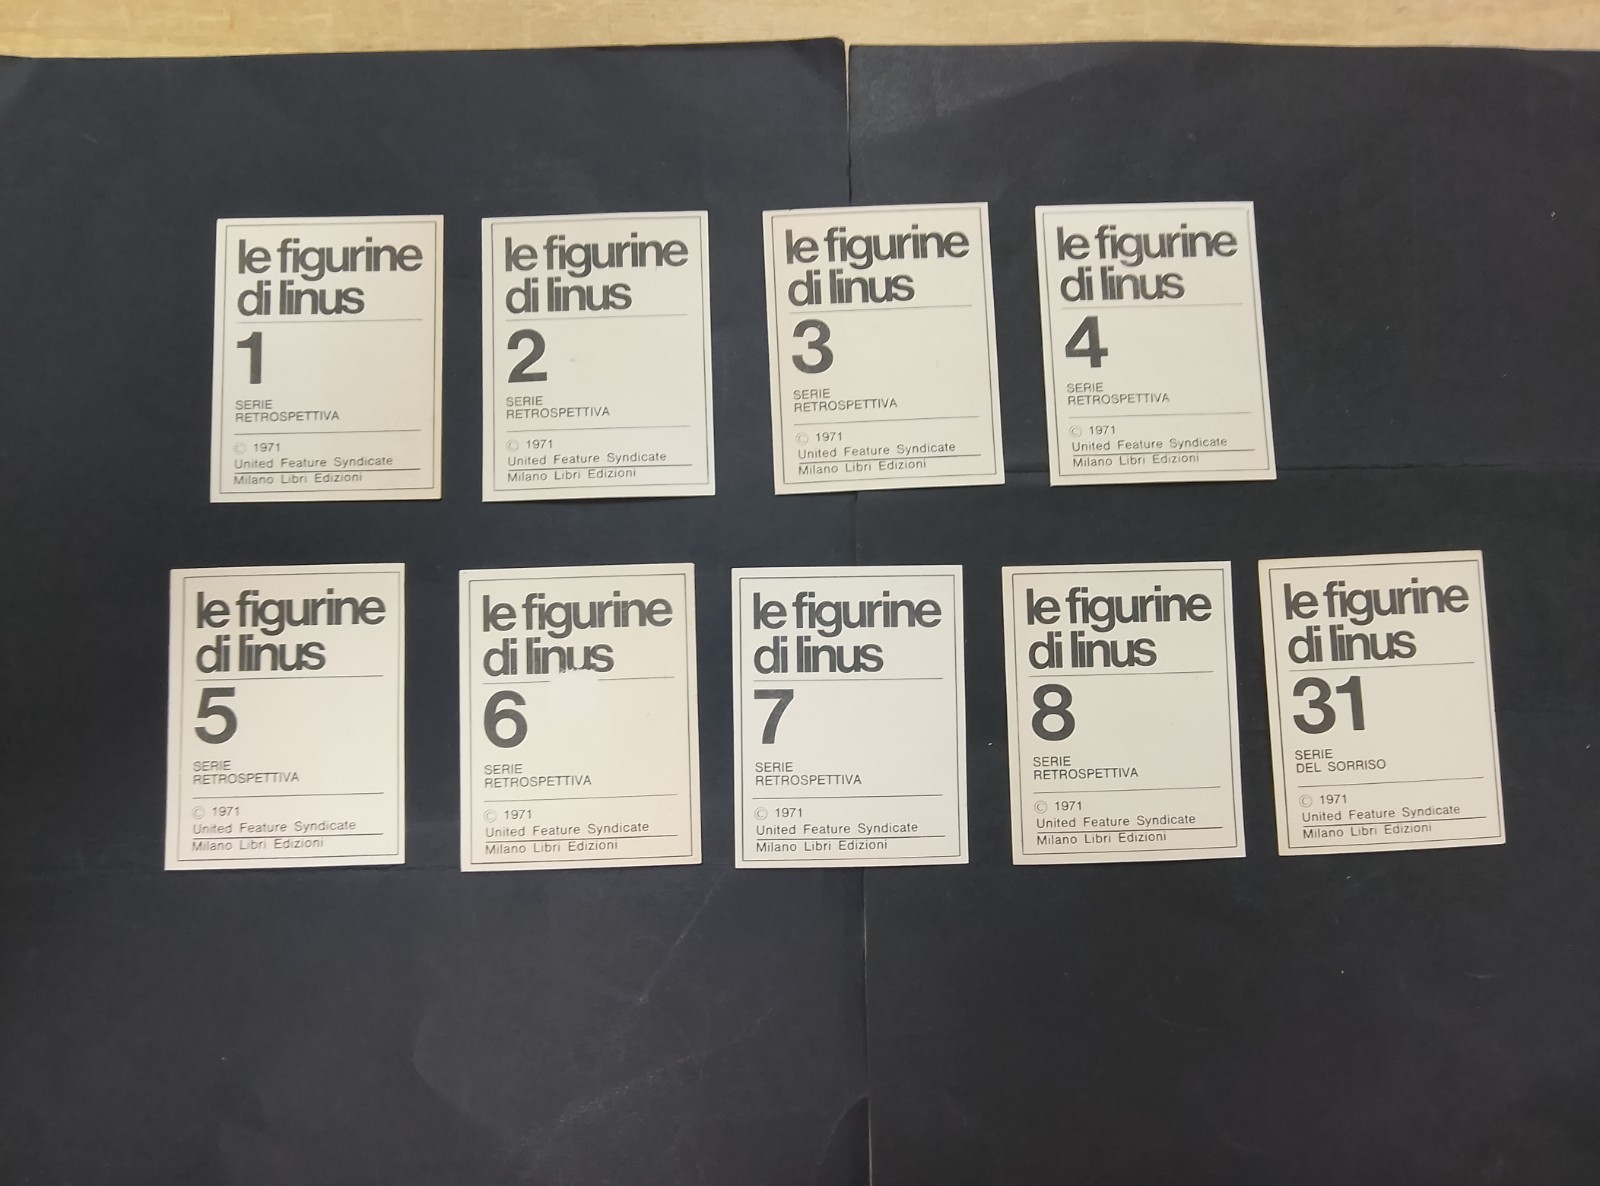 le figurine
di linus
1
SERIE
RETROSPETTIVA
© 1971
United Feature Syndicate
Milano Libri Edizioni
le figurine
di linus
2
SERIE
RETROSPETTIVA
© 1971
United Feature Syndicate
Milano Libri Edizioni
le figurine
di linus
3
SERIE
RETROSPETTIVA
© 1971
United Feature Syndicate
Milano Libri Edizioni
le figurine
di linus
4
SERIE
RETROSPETTIVA
© 1971
United Feature Syndicate
Milano Libri Edizioni
le figurine
di linus
5
SERIE
RETROSPETTIVA
© 1971
United Feature Syndicate
Milano Libri Edizioni
le figurine
di linus
6
SERIE
RETROSPETTIVA
© 1971
United Feature Syndicate
Milano Libri Edizioni
le figurine
di linus
7
SERIE
RETROSPETTIVA
© 1971
United Feature Syndicate
Milano Libri Edizioni
le figurine
di linus
8
SERIE
RETROSPETTIVA
© 1971
United Feature Syndicate
Milano Libri Edizioni
le figurine
di linus
31
SERIE
DEL SORRISO
© 1971
United Feature Syndicate
Milano Libri Edizioni